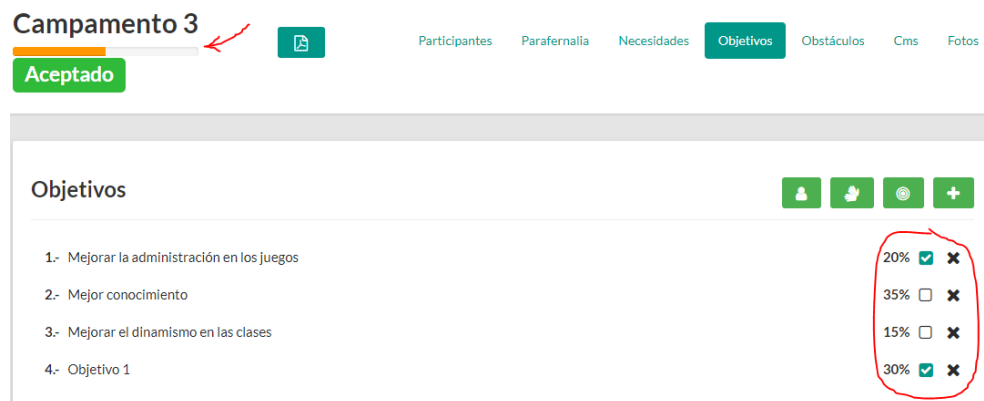 Campamento 3
Participantes Parafernalia Necesidades Objetivos Obstáculos Cms Fotos
Aceptado
Objetivos
1.- Mejorar la administración en los juegos 20%
2.- Mejor conocimiento 35%
3.- Mejorar el dinamismo en las clases 15%
4.- Objetivo 1 30%